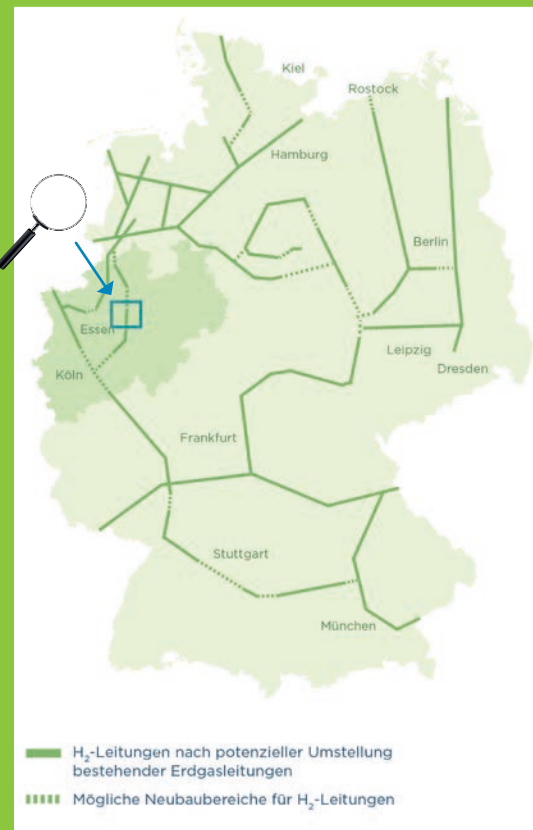 Kiel
Rostock
Hamburg
Berlin
Essen
Leipzig
Köln
Dresden
Frankfurt
Stuttgart
München
H₂-Leitungen nach potenzieller Umstellung
bestehender Erdgasleitungen
Mögliche Neubaubereiche für H₂-Leitungen